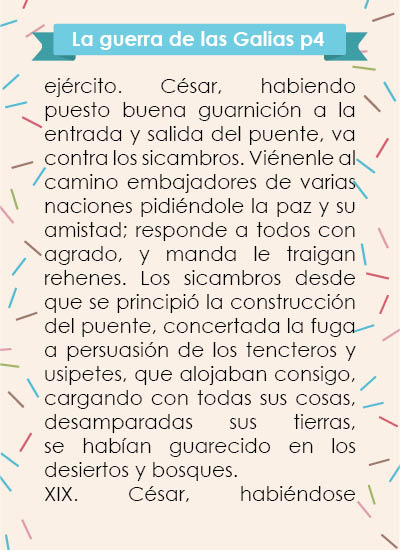 La guerra de las Galias p4
ejército. César, habiendo
puesto buena guarnición a la
entrada y salida del puente, va
contra los sicambros. Viénenle al
camino embajadores de varias
naciones pidiéndole la paz y su
amistad; responde a todos con
agrado, y manda le traigan
rehenes. Los sicambros desde
que se principió la construcción
del puente, concertada la fuga
a persuasión de los tencteros y
usipetes, que alojaban consigo,
cargando con todas sus cosas,
desamparadas sus tierras,
se habían guarecido en los
desiertos y bosques.
XIX. César, habiéndose